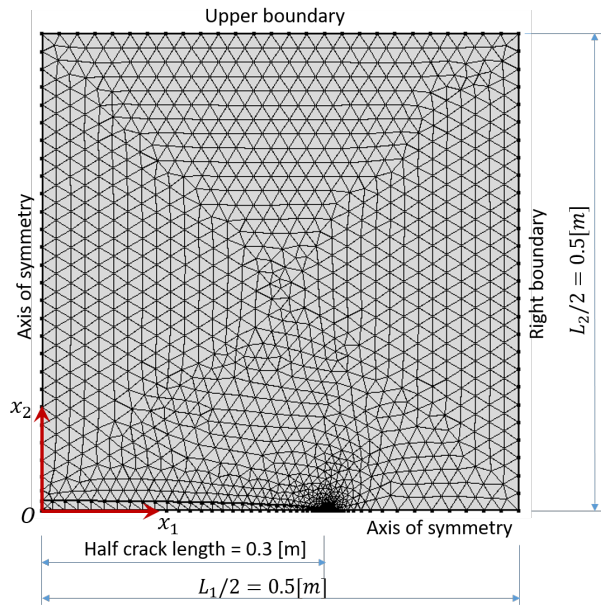 Upper boundary
Axis of symmetry
Right boundary
L₂/2 = 0.5[m]
x₂
O
x₁
Axis of symmetry
Half crack length = 0.3 [m]
L₁/2 = 0.5[m]